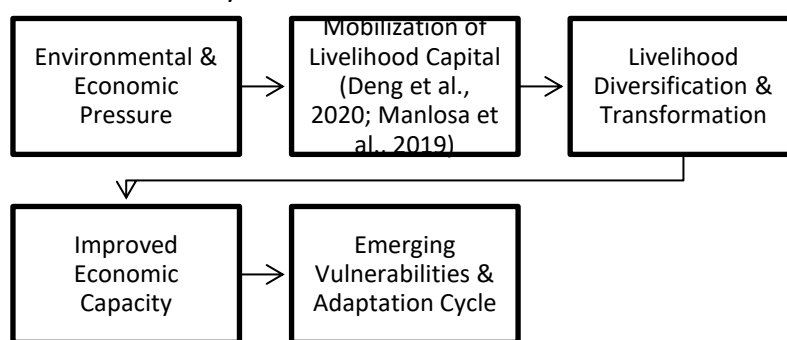 Environmental &
Economic
Pressure
Mobilization of
Livelihood Capital
(Deng et al.,
2020; Manlosa et
al., 2019)
Livelihood
Diversification &
Transformation
Improved
Economic
Capacity
Emerging
Vulnerabilities &
Adaptation Cycle